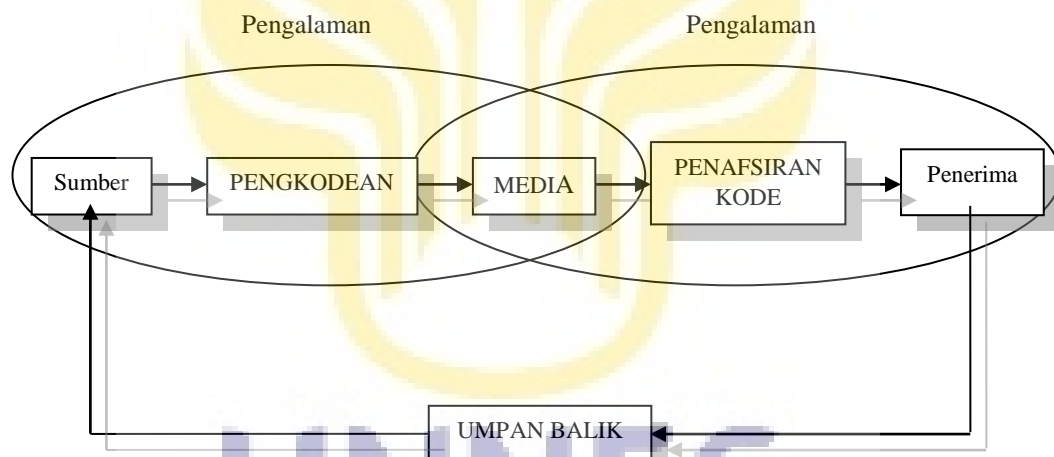 Pengalaman
Pengalaman
Sumber
PENGKODEAN
MEDIA
PENAFSIRAN
KODE
Penerima
UMPAN BALIK